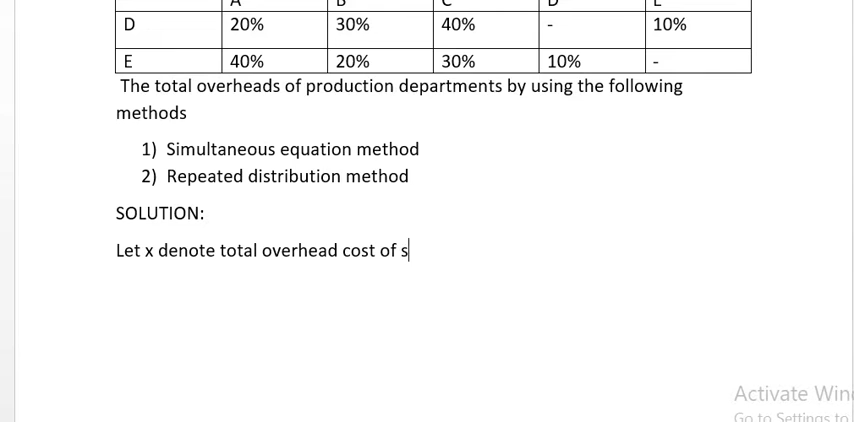 A B C D E
D 20% 30% 40% - 10%
E 40% 20% 30% 10% -
The total overheads of production departments by using the following
methods
1) Simultaneous equation method
2) Repeated distribution method
SOLUTION:
Let x denote total overhead cost of s
Activate Win
Go to Settings to